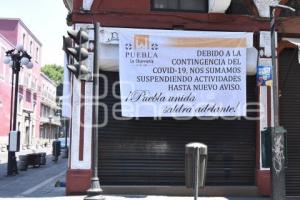 PUEBLA
DEBIDO A LA
CONTINGENCIA DEL
COVID-19, NOS SUMAMOS
SUSPENDIENDO ACTIVIDADES
HASTA NUEVO AVISO.
¡Puebla unida
saldrá adelante!